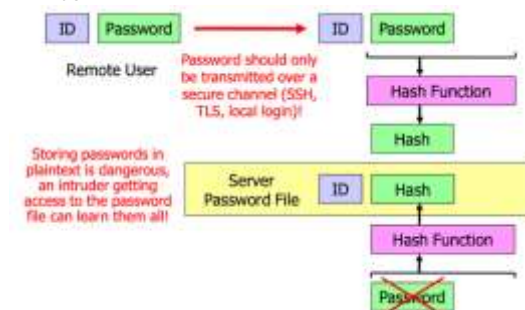 ID Password ID Password
Remote User
Password should only
be transmitted over a
secure channel (SSH,
TLS, local login)!
Hash Function
Hash
Storing passwords in
plaintext is dangerous,
an intruder getting
access to the password
file can learn them all!
Server
Password File
ID Hash
Hash Function
Password